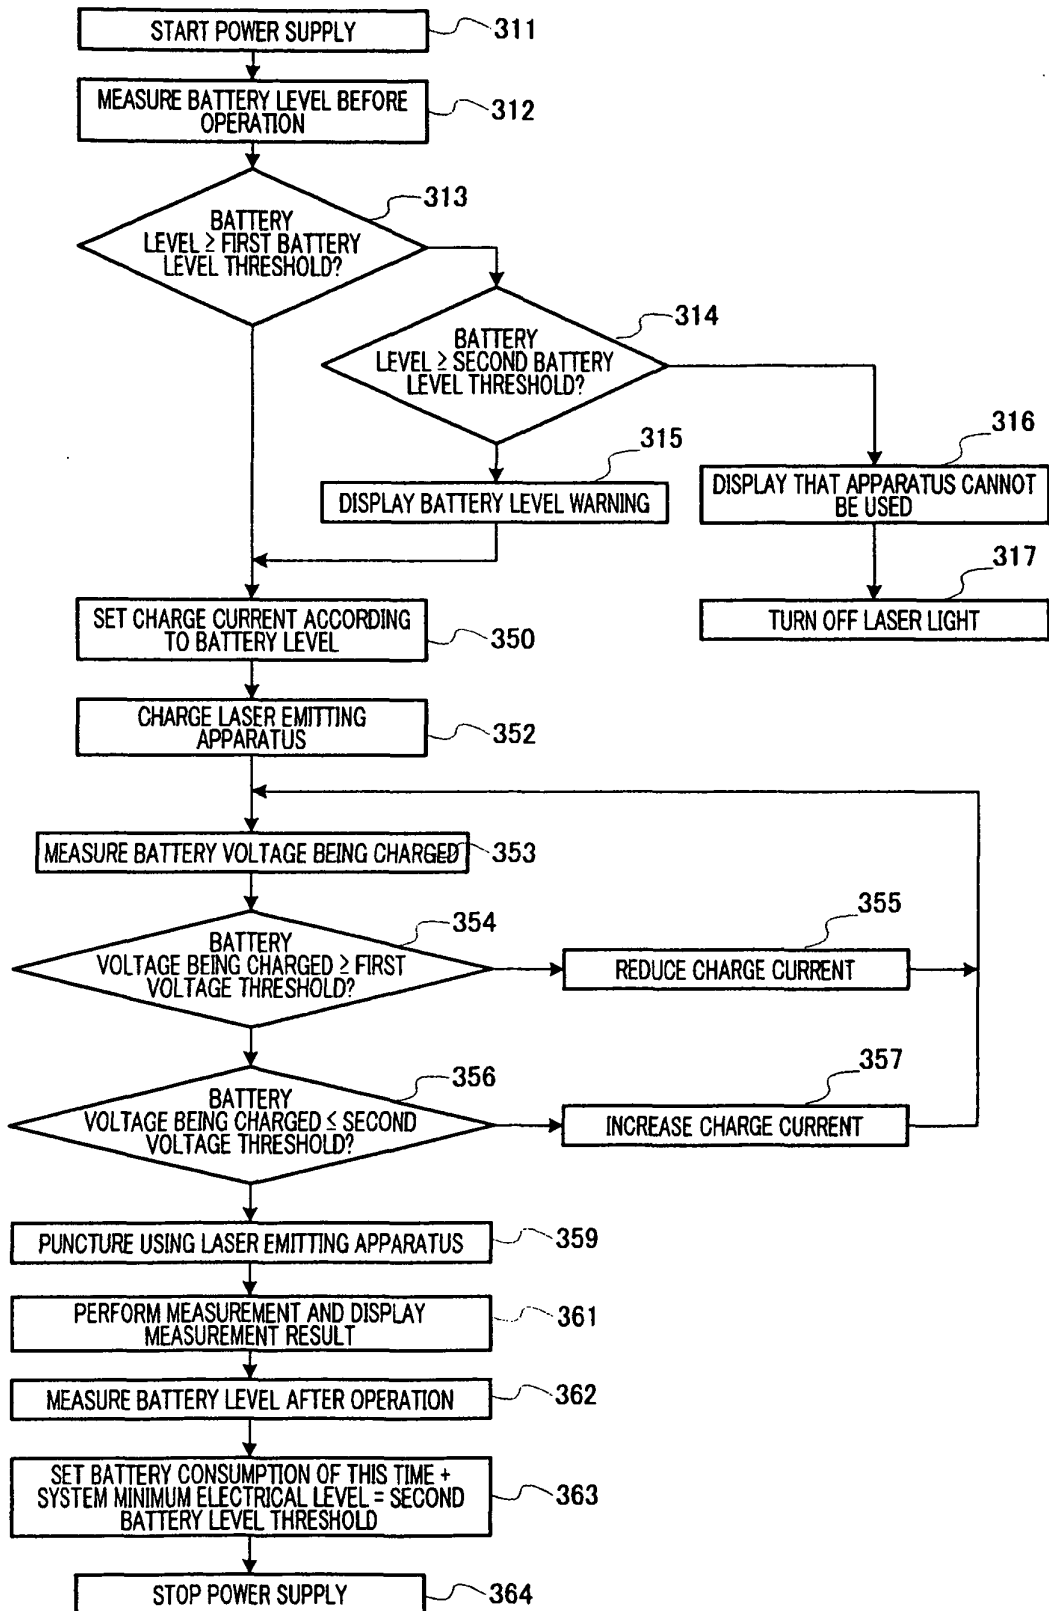 START POWER SUPPLY
311
MEASURE BATTERY LEVEL BEFORE
OPERATION
312
313
BATTERY
LEVEL ≥ FIRST BATTERY
LEVEL THRESHOLD?
314
BATTERY
LEVEL ≥ SECOND BATTERY
LEVEL THRESHOLD?
315
DISPLAY BATTERY LEVEL WARNING
316
DISPLAY THAT APPARATUS CANNOT
BE USED
317
TURN OFF LASER LIGHT
SET CHARGE CURRENT ACCORDING
TO BATTERY LEVEL
350
CHARGE LASER EMITTING
APPARATUS
352
MEASURE BATTERY VOLTAGE BEING CHARGED
353
354
BATTERY
VOLTAGE BEING CHARGED ≥ FIRST
VOLTAGE THRESHOLD?
355
REDUCE CHARGE CURRENT
356
BATTERY
VOLTAGE BEING CHARGED ≤ SECOND
VOLTAGE THRESHOLD?
357
INCREASE CHARGE CURRENT
PUNCTURE USING LASER EMITTING APPARATUS
359
PERFORM MEASUREMENT AND DISPLAY
MEASUREMENT RESULT
361
MEASURE BATTERY LEVEL AFTER OPERATION
362
SET BATTERY CONSUMPTION OF THIS TIME +
SYSTEM MINIMUM ELECTRICAL LEVEL = SECOND
BATTERY LEVEL THRESHOLD
363
STOP POWER SUPPLY
364